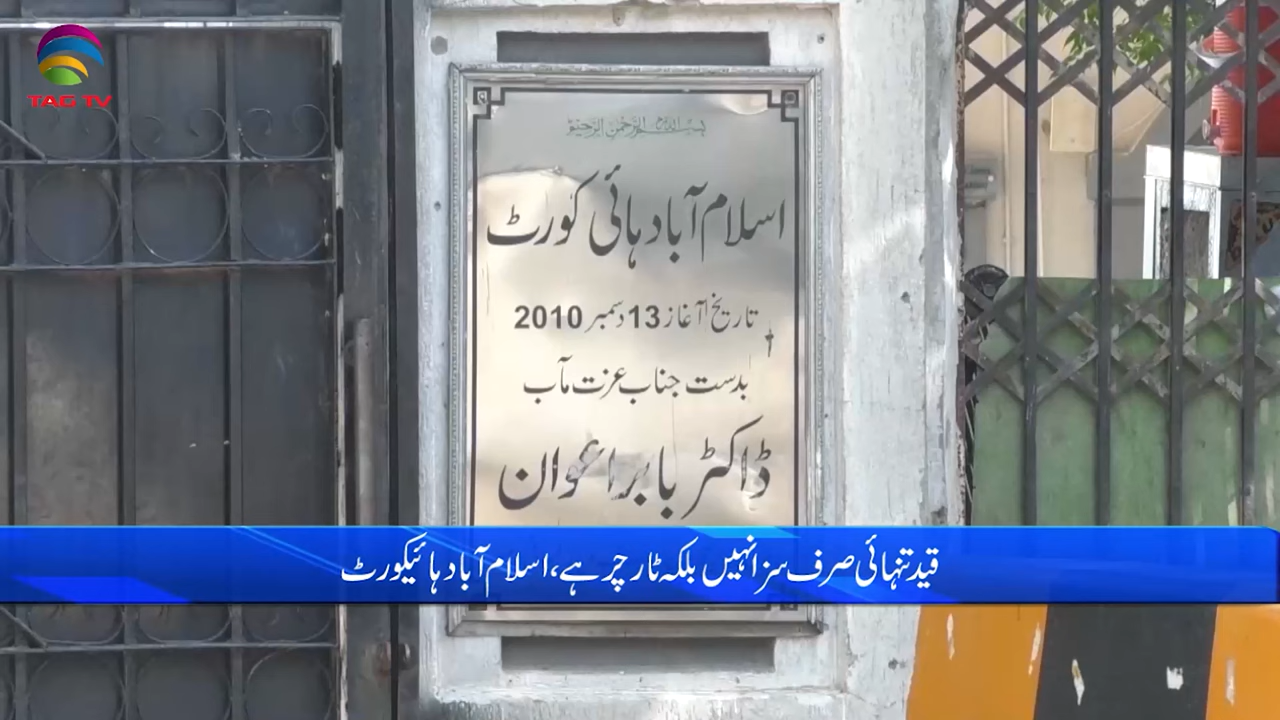 TAG TV
بسم اللہ الرحمن الرحیم
اسلام آباد ہائی کورٹ
تاریخ آغاز 13 دسمبر 2010
بدست جناب عزت مآب
ڈاکٹر بابر اعوان
قید تنہائی صرف سزا نہیں بلکہ ٹارچر ہے، اسلام آباد ہائیکورٹ